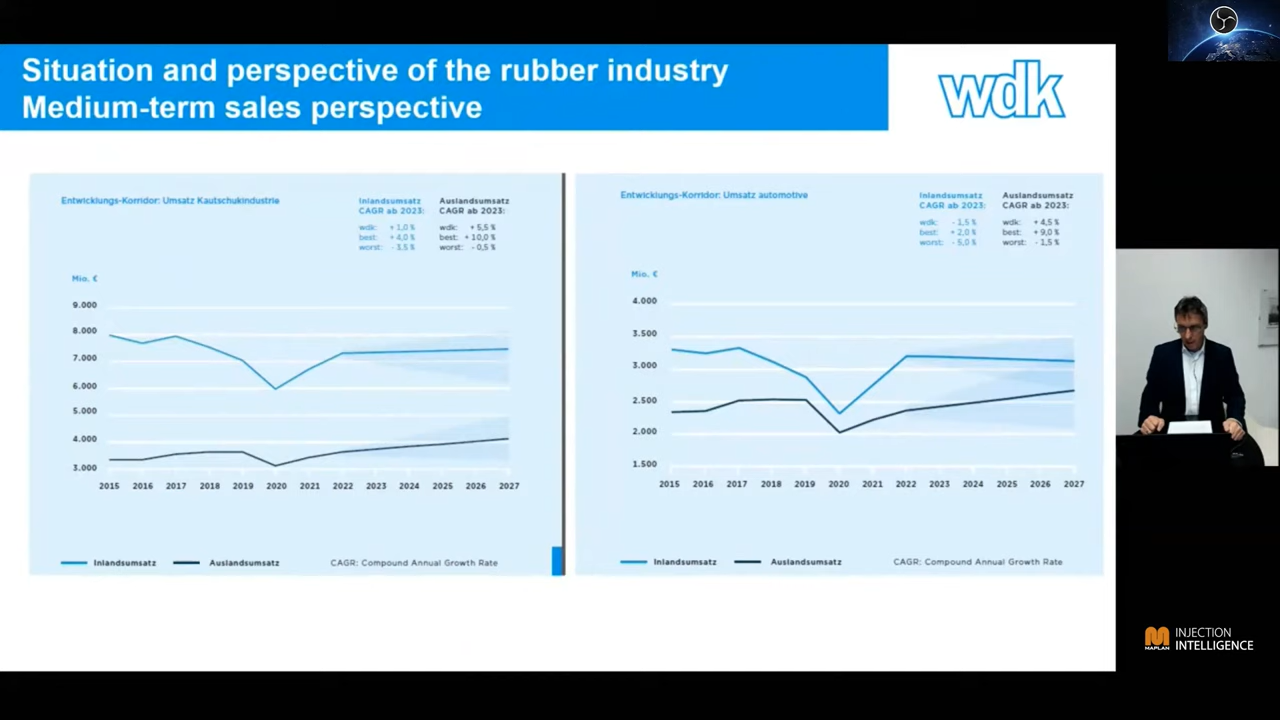 Situation and perspective of the rubber industry
Medium-term sales perspective
wdk
Entwicklungs-Korridor: Umsatz Kautschukindustrie
Inlandsumsatz
CAGR ab 2023:
wdk: + 1,0 %
best: + 4,0 %
worst: - 3,5 %
Auslandsumsatz
CAGR ab 2023:
wdk: + 5,5 %
best: + 10,0 %
worst: - 0,5 %
Mio. €
9.000
8.000
7.000
6.000
5.000
4.000
3.000
2015 2016 2017 2018 2019 2020 2021 2022 2023 2024 2025 2026 2027
Inlandsumsatz Auslandsumsatz CAGR: Compound Annual Growth Rate
Entwicklungs-Korridor: Umsatz automotive
Inlandsumsatz
CAGR ab 2023:
wdk: - 1,5 %
best: + 2,0 %
worst: - 5,0 %
Auslandsumsatz
CAGR ab 2023:
wdk: + 4,5 %
best: + 9,0 %
worst: - 1,5 %
Mio. €
4.000
3.500
3.000
2.500
2.000
1.500
2015 2016 2017 2018 2019 2020 2021 2022 2023 2024 2025 2026 2027
Inlandsumsatz Auslandsumsatz CAGR: Compound Annual Growth Rate
MAPLAN
INJECTION
INTELLIGENCE